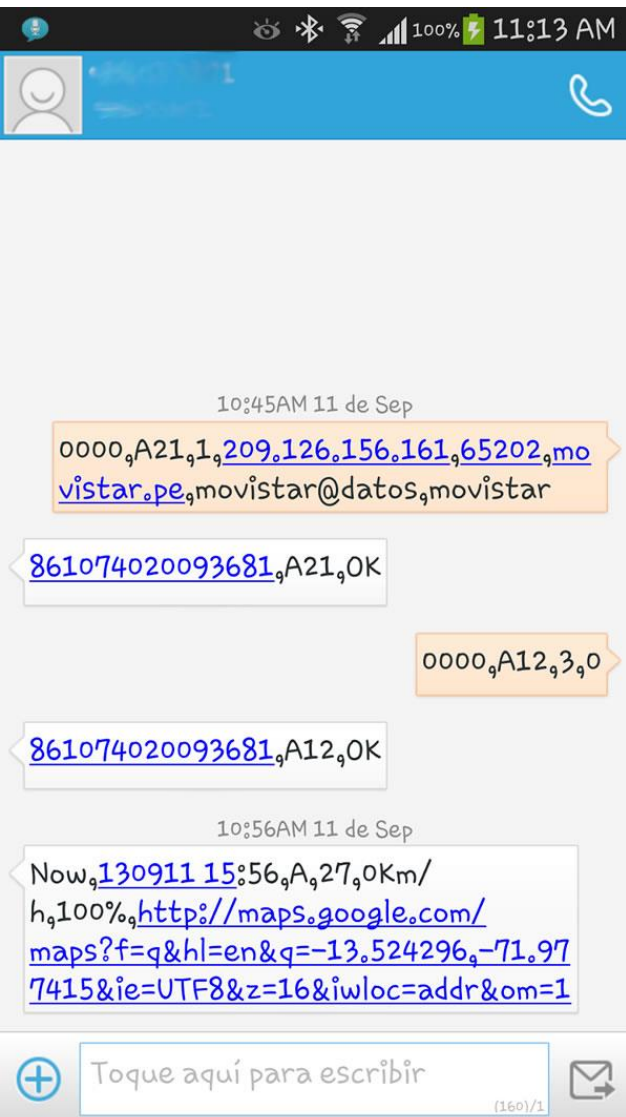 100% 11:13 AM
10:45AM 11 de Sep
0000,A21,1,209.126.156.161,65202,mo
vistar.pe,movistar@datos,movistar
861074020093681,A21,OK
0000,A12,3,0
861074020093681,A12,OK
10:56AM 11 de Sep
Now,130911 15:56,A,27,0Km/
h,100%,http://maps.google.com/
maps?f=q&hl=en&q=-13.524296,-71.97
7415&ie=UTF8&z=16&iwloc=addr&om=1
Toque aquí para escribir
(160)/1